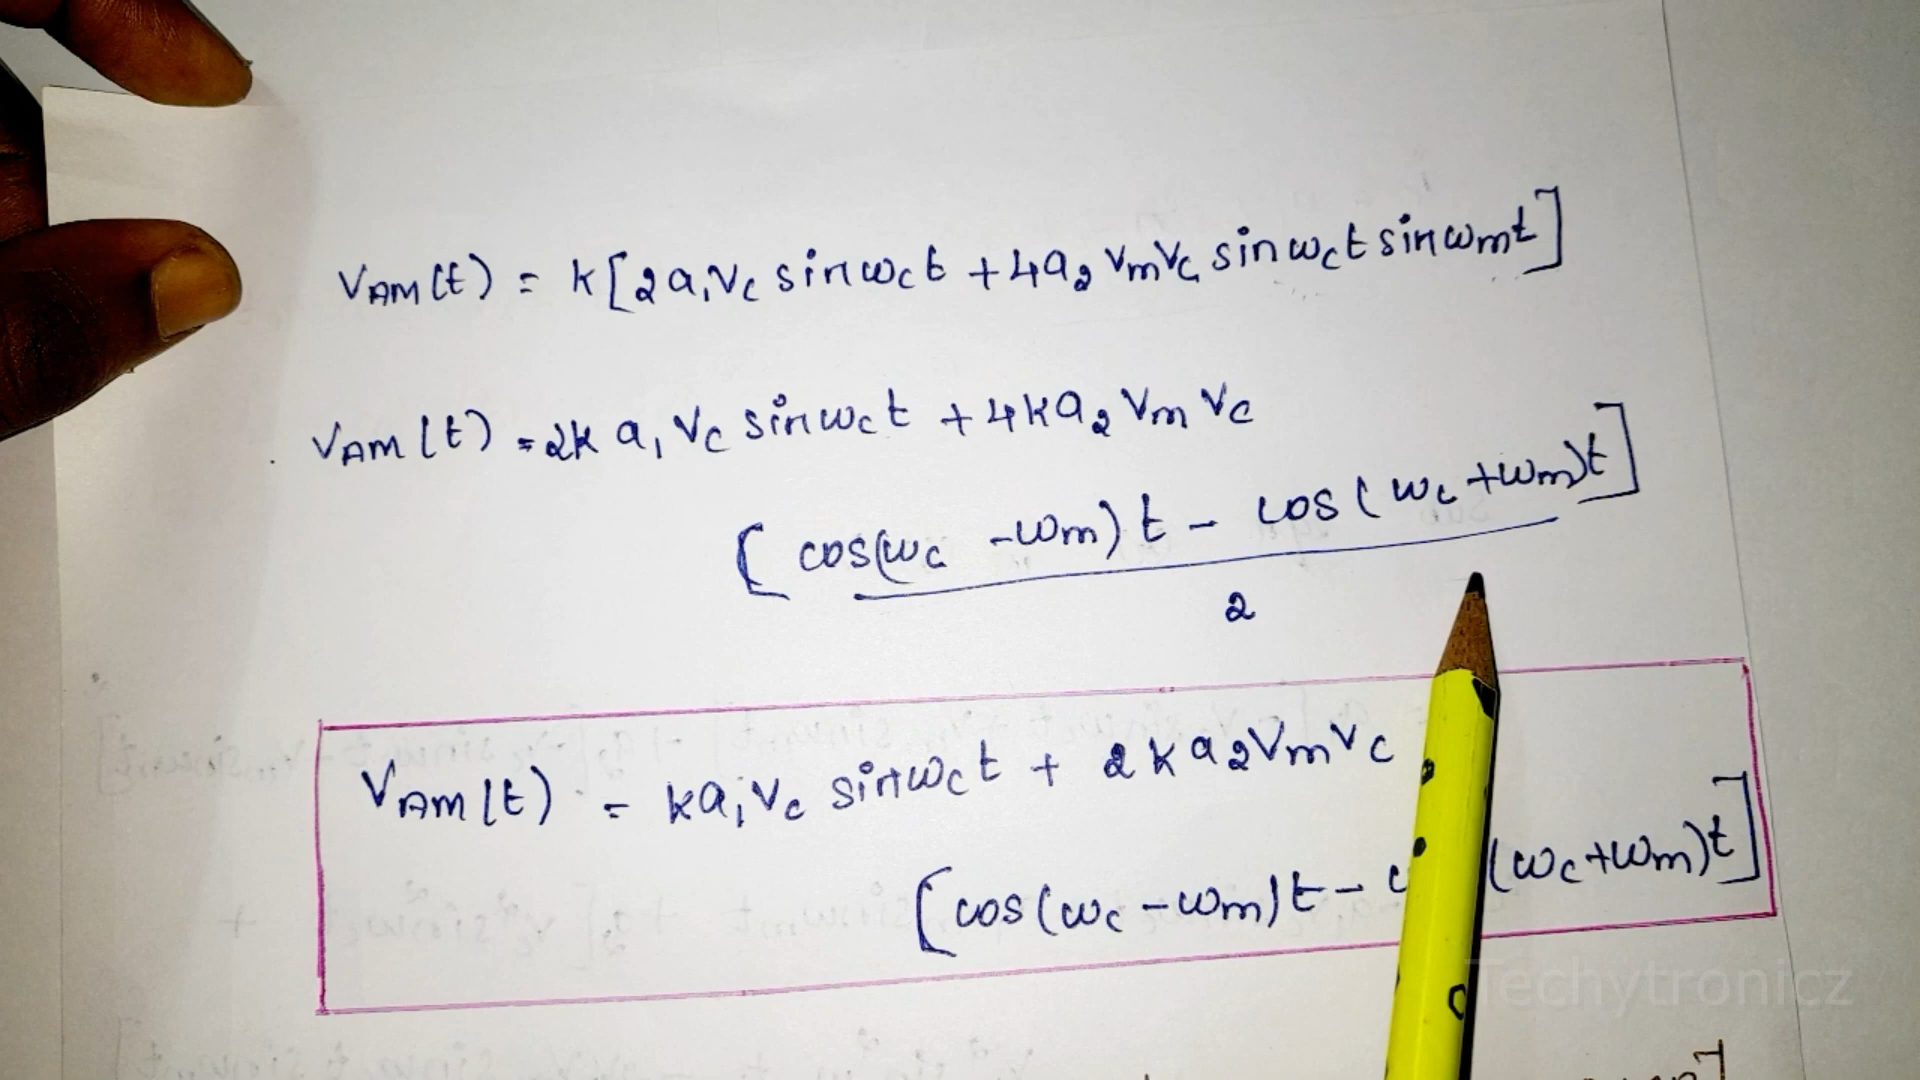 VAM(t) = k[2a₁Vc sinωct + 4a₂VmVc sinωct sinωmt]
VAM(t) = 2k a₁ Vc sinωct + 4ka₂ Vm Vc
[cos(ωc - ωm)t - cos(ωc + ωm)t]
2
VAM(t) = ka₁Vc sinωct + 2ka₂VmVc
[cos(ωc - ωm)t - c (ωc+ωm)t]
Techytronicz